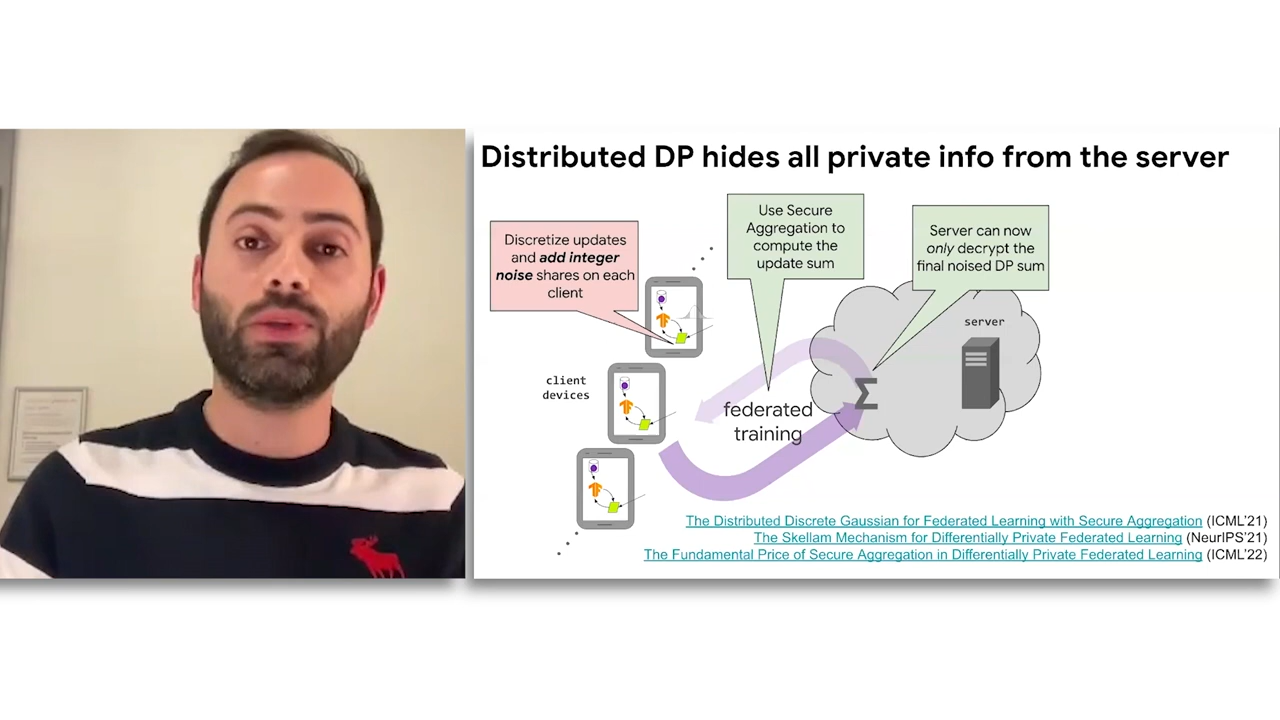 Distributed DP hides all private info from the server
Discretize updates
and add integer
noise shares on each
client
Use Secure
Aggregation to
compute the
update sum
Server can now
only decrypt the
final noised DP sum
server
client
devices
federated
training
Σ
The Distributed Discrete Gaussian for Federated Learning with Secure Aggregation (ICML'21)
The Skellam Mechanism for Differentially Private Federated Learning (NeurIPS'21)
The Fundamental Price of Secure Aggregation in Differentially Private Federated Learning (ICML'22)